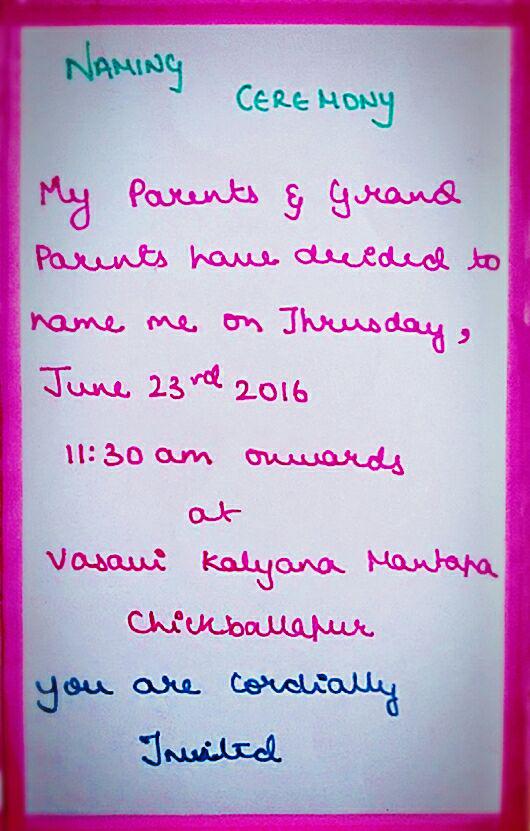 NAMING
CEREMONY
My Parents & Grand
Parents have decided to
name me on Thrusday,
June 23rd 2016
11:30 am onwards
at
Vasavi Kalyana Mantapa
Chickballapur
you are cordially
Invited